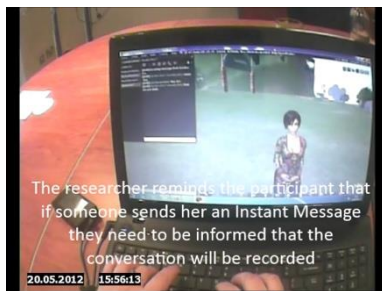 The researcher reminds the participant that
if someone sends her an Instant Message
they need to be informed that the
conversation will be recorded
20.05.2012 15:56:13